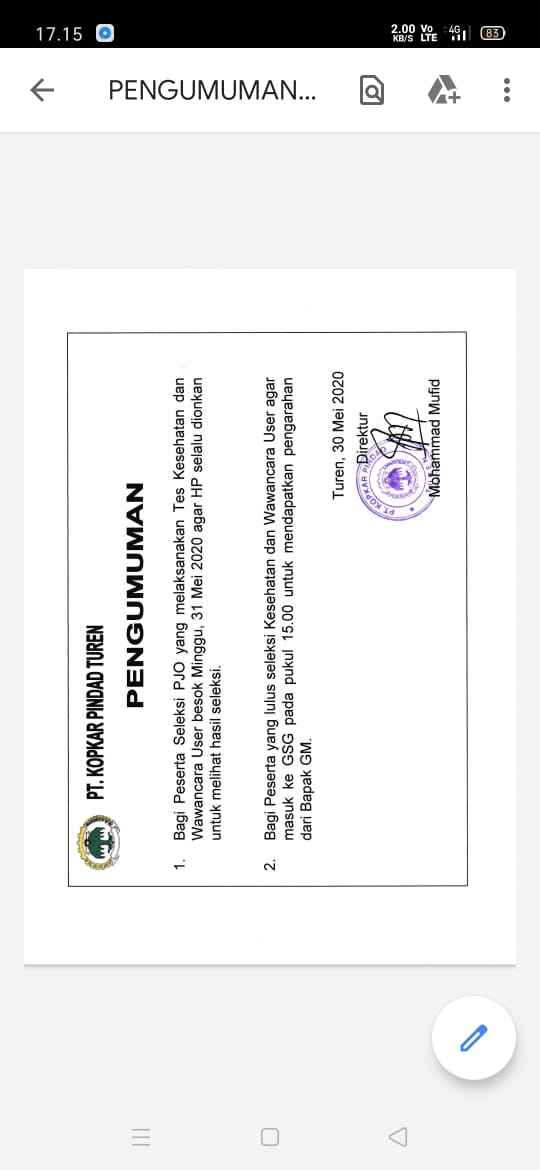 17.15
2.00 KB/S
Vo LTE
4G
83
PENGUMUMAN...
PT. KOPKAR PINDAD TUREN
PENGUMUMAN
1. Bagi Peserta Seleksi PJO yang melaksanakan Tes Kesehatan dan
Wawancara User besok Minggu, 31 Mei 2020 agar HP selalu dionkan
untuk melihat hasil seleksi.
2. Bagi Peserta yang lulus seleksi Kesehatan dan Wawancara User agar
masuk ke GSG pada pukul 15.00 untuk mendapatkan pengarahan
dari Bapak GM.
Turen, 30 Mei 2020
Direktur
PT. KOPKAR PINDAD
Mohammad Mufid